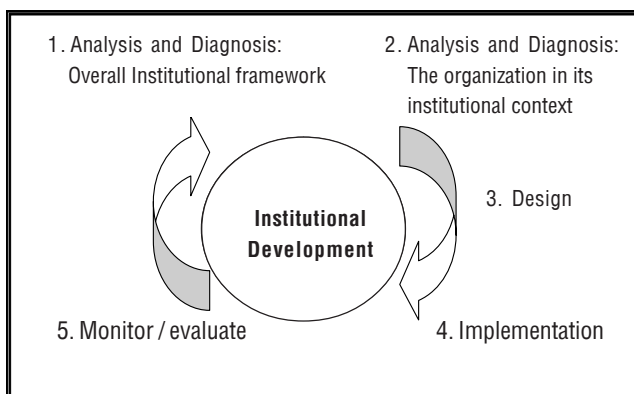 1. Analysis and Diagnosis:
Overall Institutional framework
2. Analysis and Diagnosis:
The organization in its
institutional context
Institutional
Development
3. Design
5. Monitor / evaluate
4. Implementation